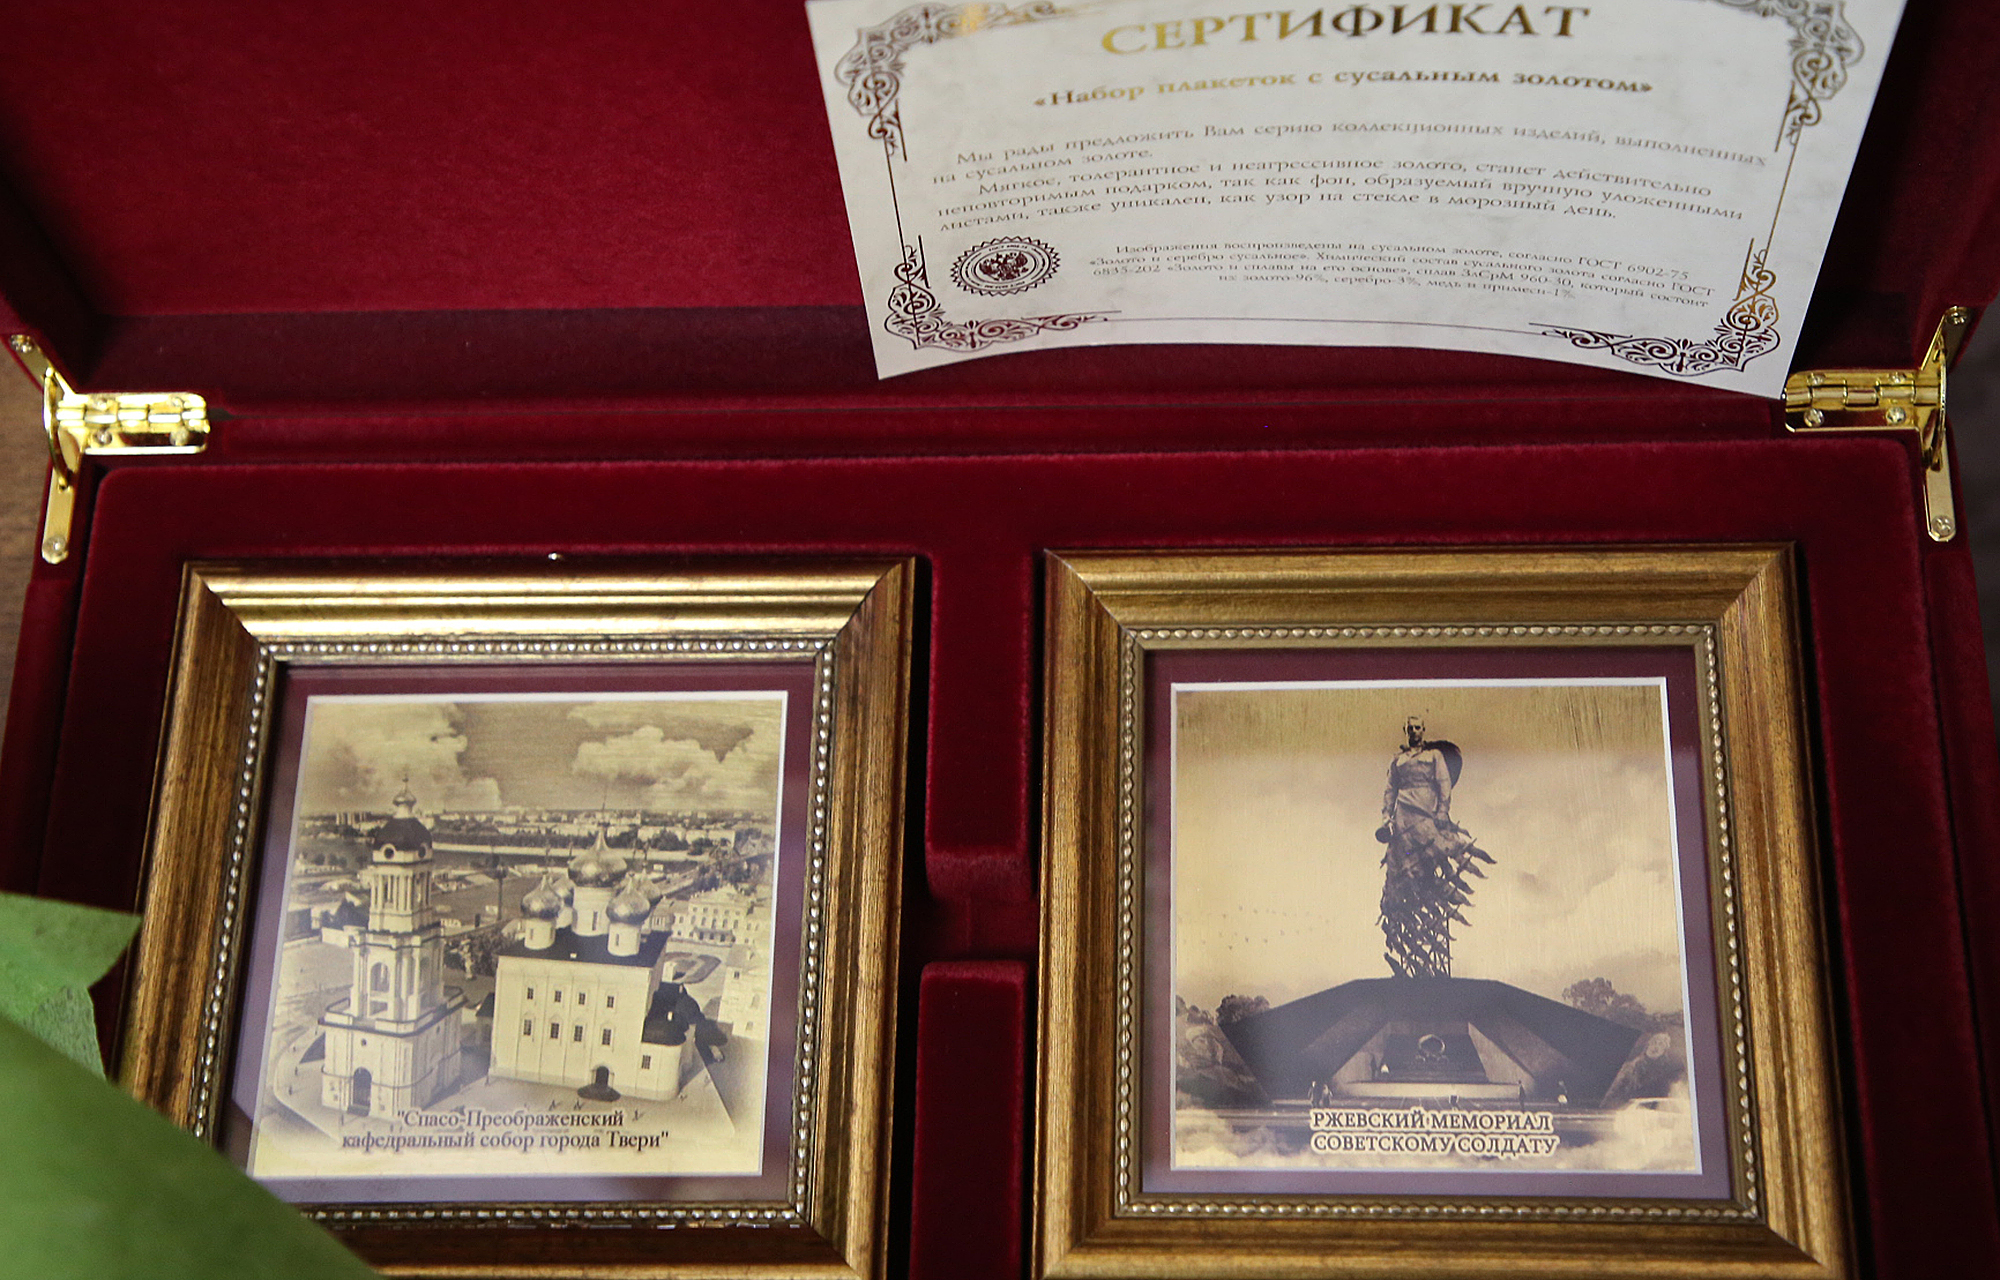 СЕРТИФИКАТ
«Набор плакеток с сусальным золотом»
Мы рады предложить Вам серию коллекционных изделий, выполненных
на сусальном золоте.
Мягкое, толерантное и неагрессивное золото, станет действительно
неповторимым подарком, так как фон, образуемый вручную уложенными
листами, также уникален, как узор на стекле в морозный день.
Изображения воспроизведены на сусальном золоте, согласно ГОСТ 6902-75
«Золото и серебро сусальное». Химический состав сусального золота согласно ГОСТ
6835-202 «Золото и сплавы на его основе», сплав ЗлСрМ 960-30, который состоит
из золото-96%, серебро-3%, медь и примеси-1%
"Спасо-Преображенский
кафедральный собор города Твери"
РЖЕВСКИЙ МЕМОРИАЛ
СОВЕТСКОМУ СОЛДАТУ